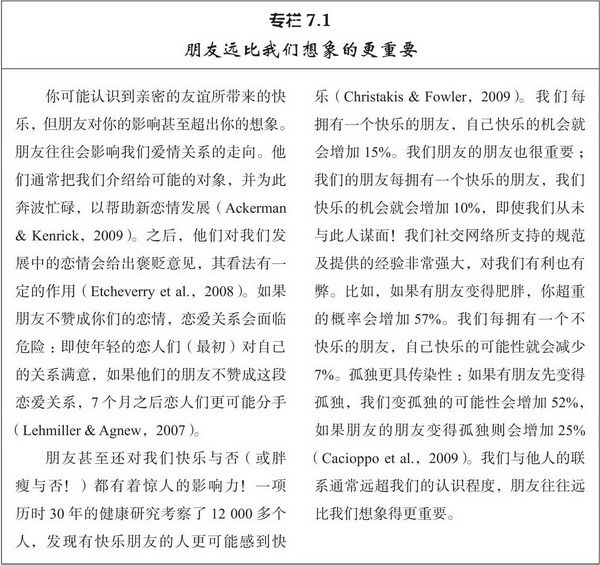 专栏 7.1
朋友远比我们想象的更重要
你可能认识到亲密的友谊所带来的快
乐，但朋友对你的影响甚至超出你的想象。
朋友往往会影响我们爱情关系的走向。他
们通常把我们介绍给可能的对象，并为此
奔波忙碌，以帮助新恋情发展（Ackerman
& Kenrick，2009）。之后，他们对我们发
展中的恋情会给出褒贬意见，其看法有一
定的作用（Etcheverry et al.，2008）。如果
朋友不赞成你们的恋情，恋爱关系会面临
危险：即使年轻的恋人们（最初）对自己
的关系满意，如果他们的朋友不赞成这段
恋爱关系，7 个月之后恋人们更可能分手
（Lehmiller & Agnew，2007）。
朋友甚至还对我们快乐与否（或胖
瘦与否！）都有着惊人的影响力！一项
历时 30 年的健康研究考察了 12 000 多个
人，发现有快乐朋友的人更可能感到快
乐（Christakis & Fowler，2009）。我们每
拥有一个快乐的朋友，自己快乐的机会就
会增加 15%。我们朋友的朋友也很重要；
我们的朋友每拥有一个快乐的朋友，我们
快乐的机会就会增加 10%，即使我们从未
与此人谋面！我们社交网络所支持的规范
及提供的经验非常强大，对我们有利也有
弊。比如，如果有朋友变得肥胖，你超重
的概率会增加 57%。我们每拥有一个不
快乐的朋友，自己快乐的可能性就会减少
7%。孤独更具传染性：如果有朋友先变得
孤独，我们变孤独的可能性会增加 52%，
如果朋友的朋友变得孤独则会增加 25%
（Cacioppo et al.，2009）。我们与他人的联
系通常远超我们的认识程度，朋友往往远
比我们想象得更重要。